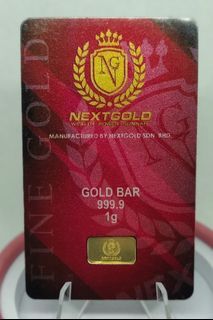 NG
NEXTGOLD
MANUFACTURED BY NEXTGOLD SDN. BHD.
GOLD BAR
999.9
1g
FINE GOLD